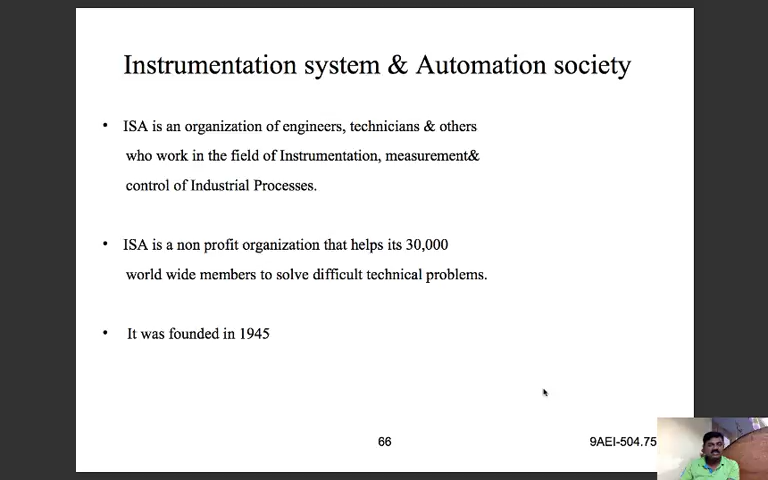 Instrumentation system & Automation society
• ISA is an organization of engineers, technicians & others
who work in the field of Instrumentation, measurement&
control of Industrial Processes.
• ISA is a non profit organization that helps its 30,000
world wide members to solve difficult technical problems.
• It was founded in 1945
66
9AEI-504.75